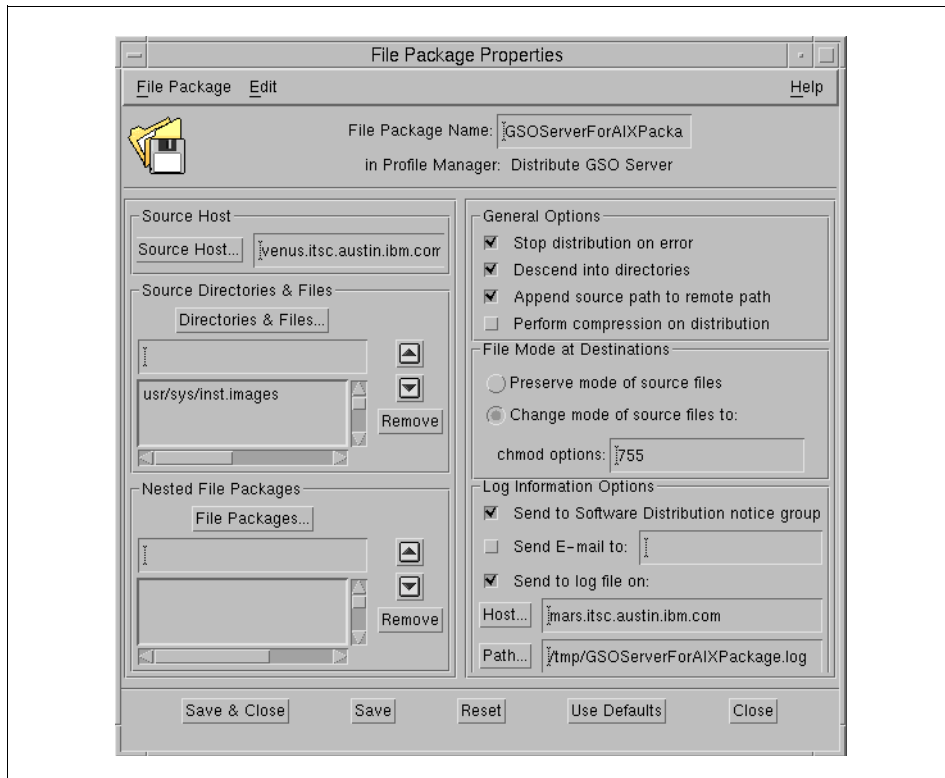 File Package Properties
File Package Edit Help
File Package Name: GSOServerForAIXPacka
in Profile Manager: Distribute GSO Server
Source Host
Source Host... venus.itsc.austin.ibm.com
Source Directories & Files
Directories & Files...
usr/sys/inst.images
Remove
Nested File Packages
File Packages...
Remove
General Options
Stop distribution on error
Descend into directories
Append source path to remote path
Perform compression on distribution
File Mode at Destinations
Preserve mode of source files
Change mode of source files to:
chmod options: 755
Log Information Options
Send to Software Distribution notice group
Send E-mail to:
Send to log file on:
Host... mars.itsc.austin.ibm.com
Path... /tmp/GSOServerForAIXPackage.log
Save & Close Save Reset Use Defaults Close